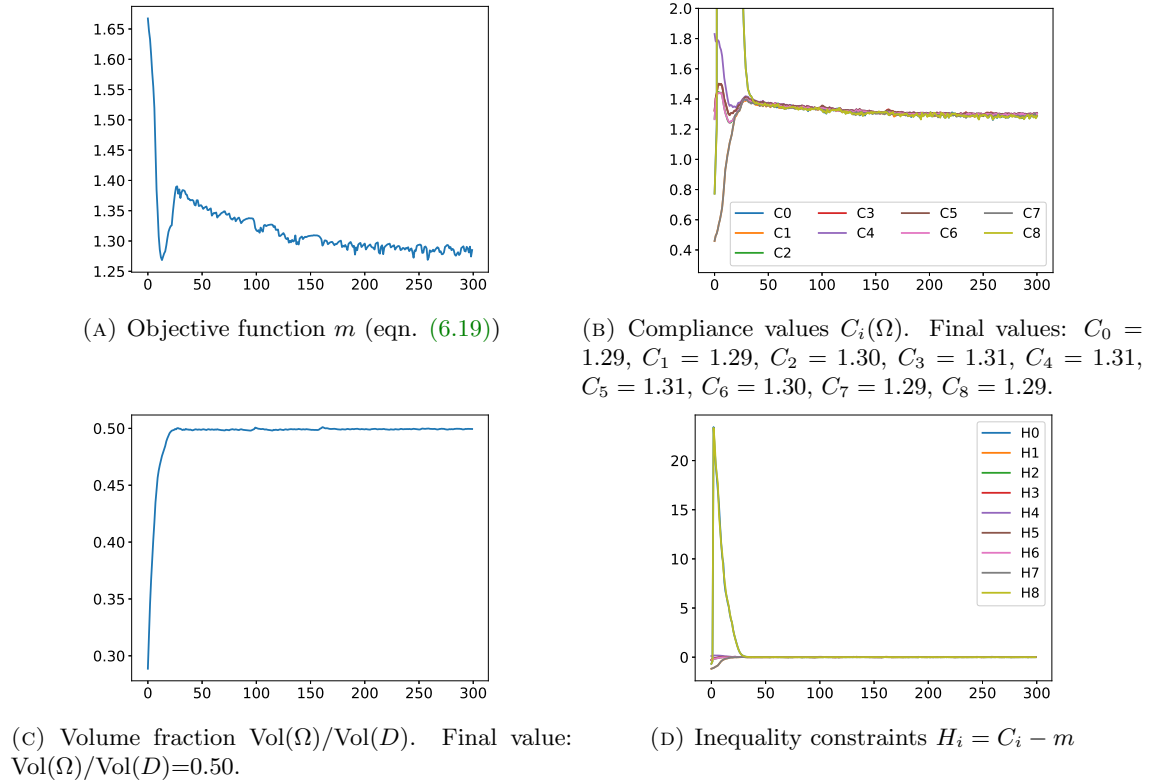 1.65
1.60
1.55
1.50
1.45
1.40
1.35
1.30
1.25
0 50 100 150 200 250 300
(A) Objective function m (eqn. (6.19))
2.0
1.8
1.6
1.4
1.2
1.0
0.8
0.6
0.4
C0 C3 C5 C7
C1 C4 C6 C8
C2
0 50 100 150 200 250 300
(B) Compliance values Cᵢ(Ω). Final values: C₀ =
1.29, C₁ = 1.29, C₂ = 1.30, C₃ = 1.31, C₄ = 1.31,
C₅ = 1.31, C₆ = 1.30, C₇ = 1.29, C₈ = 1.29.
0.50
0.45
0.40
0.35
0.30
0 50 100 150 200 250 300
(C) Volume fraction Vol(Ω)/Vol(D). Final value:
Vol(Ω)/Vol(D)=0.50.
20
15
10
5
0
H0
H1
H2
H3
H4
H5
H6
H7
H8
0 50 100 150 200 250 300
(D) Inequality constraints Hᵢ = Cᵢ − m